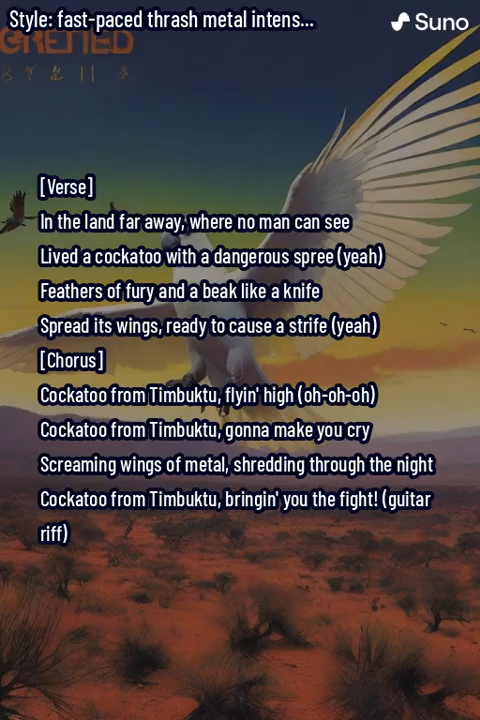 Style: fast-paced thrash metal intens...
Suno
GRETTED
[Verse]
In the land far away, where no man can see
Lived a cockatoo with a dangerous spree (yeah)
Feathers of fury and a beak like a knife
Spread its wings, ready to cause a strife (yeah)
[Chorus]
Cockatoo from Timbuktu, flyin' high (oh-oh-oh)
Cockatoo from Timbuktu, gonna make you cry
Screaming wings of metal, shredding through the night
Cockatoo from Timbuktu, bringin' you the fight! (guitar
riff)